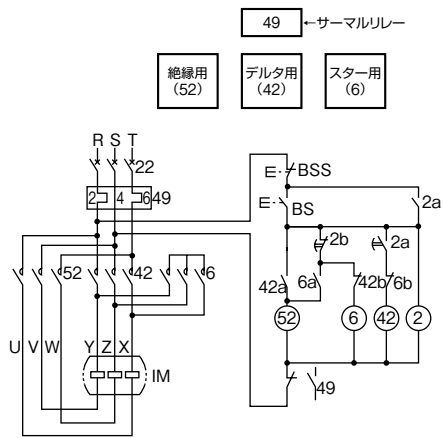 49 ←サーマルリレー
絶縁用
(52)
デルタ用
(42)
スター用
(6)
R S T
22
2 4 6 49
BSS
BS
2a
2b
2a
52 42 6
42a 6a 42b 6b
52 6 42 2
U V W Y Z X
IM
49